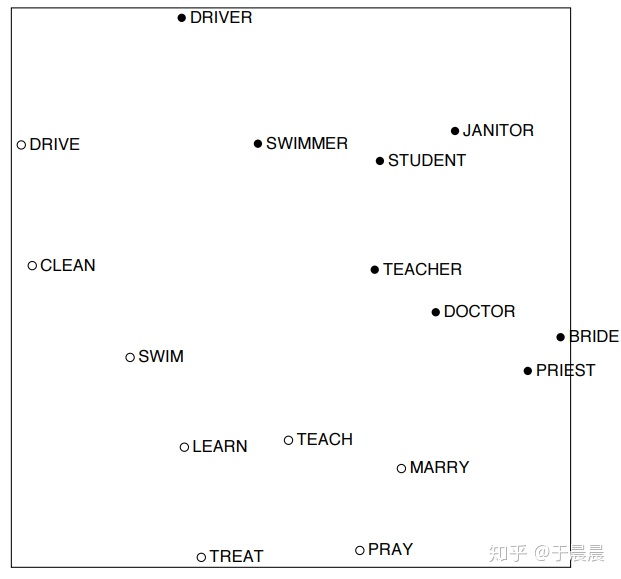 DRIVER
JANITOR
DRIVE
SWIMMER
STUDENT
CLEAN
TEACHER
DOCTOR
BRIDE
SWIM
PRIEST
TEACH
LEARN
MARRY
PRAY
TREAT
知乎 @于晨晨